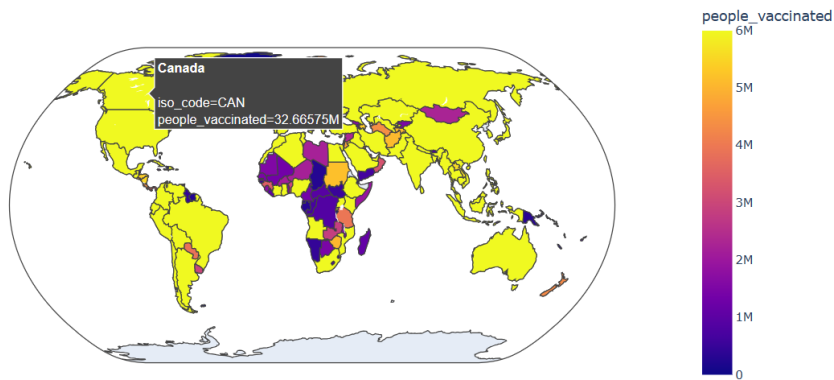 people_vaccinated
6M
5M
4M
3M
2M
1M
0
Canada
iso_code=CAN
people_vaccinated=32.66575M